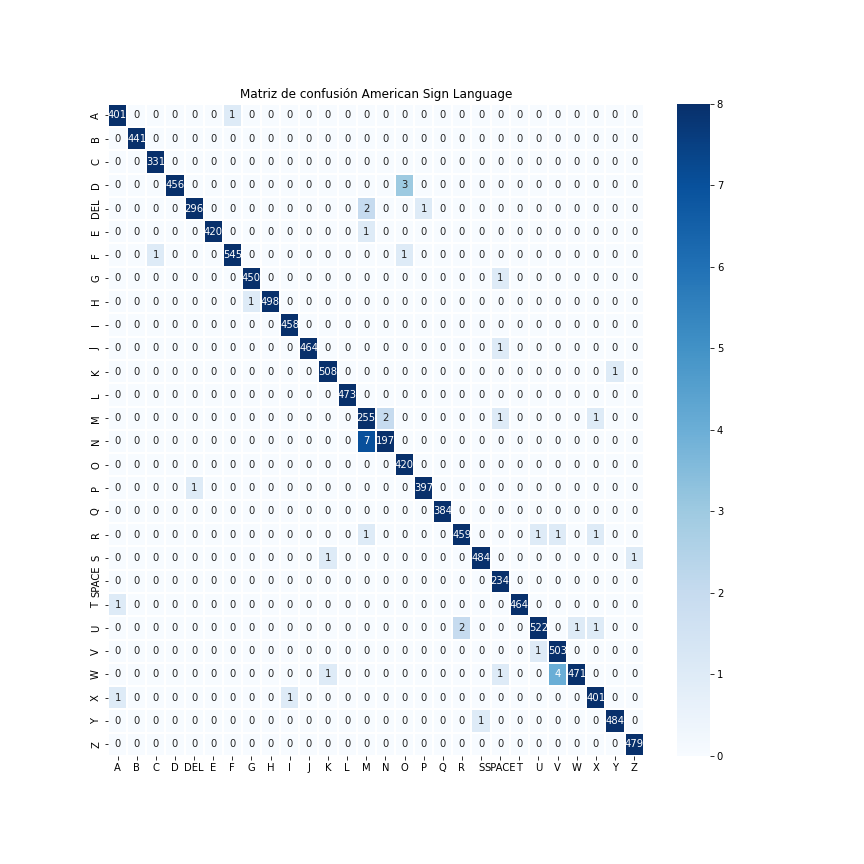 Matriz de confusión American Sign Language
A 401 0 0 0 0 0 1 0 0 0 0 0 0 0 0 0 0 0 0 0 0 0 0 0 0 0 0 0
B 0 441 0 0 0 0 0 0 0 0 0 0 0 0 0 0 0 0 0 0 0 0 0 0 0 0 0 0
C 0 0 331 0 0 0 0 0 0 0 0 0 0 0 0 0 0 0 0 0 0 0 0 0 0 0 0 0
D 0 0 0 456 0 0 0 0 0 0 0 0 0 0 0 3 0 0 0 0 0 0 0 0 0 0 0 0
DEL 0 0 0 0 296 0 0 0 0 0 0 0 0 2 0 0 1 0 0 0 0 0 0 0 0 0 0 0
E 0 0 0 0 0 420 0 0 0 0 0 0 0 1 0 0 0 0 0 0 0 0 0 0 0 0 0 0
F 0 0 1 0 0 0 545 0 0 0 0 0 0 0 0 1 0 0 0 0 0 0 0 0 0 0 0 0
G 0 0 0 0 0 0 0 450 0 0 0 0 0 0 0 0 0 0 0 0 1 0 0 0 0 0 0 0
H 0 0 0 0 0 0 0 1 498 0 0 0 0 0 0 0 0 0 0 0 0 0 0 0 0 0 0 0
I 0 0 0 0 0 0 0 0 0 458 0 0 0 0 0 0 0 0 0 0 0 0 0 0 0 0 0 0
J 0 0 0 0 0 0 0 0 0 0 464 0 0 0 0 0 0 0 0 0 1 0 0 0 0 0 0 0
K 0 0 0 0 0 0 0 0 0 0 0 508 0 0 0 0 0 0 0 0 0 0 0 0 0 0 1 0
L 0 0 0 0 0 0 0 0 0 0 0 0 473 0 0 0 0 0 0 0 0 0 0 0 0 0 0 0
M 0 0 0 0 0 0 0 0 0 0 0 0 0 255 2 0 0 0 0 0 1 0 0 0 0 1 0 0
N 0 0 0 0 0 0 0 0 0 0 0 0 0 7 197 0 0 0 0 0 0 0 0 0 0 0 0 0
O 0 0 0 0 0 0 0 0 0 0 0 0 0 0 0 420 0 0 0 0 0 0 0 0 0 0 0 0
P 0 0 0 0 1 0 0 0 0 0 0 0 0 0 0 0 397 0 0 0 0 0 0 0 0 0 0 0
Q 0 0 0 0 0 0 0 0 0 0 0 0 0 0 0 0 0 384 0 0 0 0 0 0 0 0 0 0
R 0 0 0 0 0 0 0 0 0 0 0 0 0 1 0 0 0 0 459 0 0 0 1 1 0 1 0 0
S 0 0 0 0 0 0 0 0 0 0 0 1 0 0 0 0 0 0 0 484 0 0 0 0 0 0 0 1
SPACE 0 0 0 0 0 0 0 0 0 0 0 0 0 0 0 0 0 0 0 0 234 0 0 0 0 0 0 0
T 1 0 0 0 0 0 0 0 0 0 0 0 0 0 0 0 0 0 0 0 0 464 0 0 0 0 0 0
U 0 0 0 0 0 0 0 0 0 0 0 0 0 0 0 0 0 0 2 0 0 0 522 0 1 1 0 0
V 0 0 0 0 0 0 0 0 0 0 0 0 0 0 0 0 0 0 0 0 0 0 1 503 0 0 0 0
W 0 0 0 0 0 0 0 0 0 0 0 1 0 0 0 0 0 0 0 0 1 0 0 4 471 0 0 0
X 1 0 0 0 0 0 0 0 0 1 0 0 0 0 0 0 0 0 0 0 0 0 0 0 0 401 0 0
Y 0 0 0 0 0 0 0 0 0 0 0 0 0 0 0 0 0 0 0 1 0 0 0 0 0 0 484 0
Z 0 0 0 0 0 0 0 0 0 0 0 0 0 0 0 0 0 0 0 0 0 0 0 0 0 0 0 479
A B C D DEL E F G H I J K L M N O P Q R S SPACE T U V W X Y Z
8
7
6
5
4
3
2
1
0